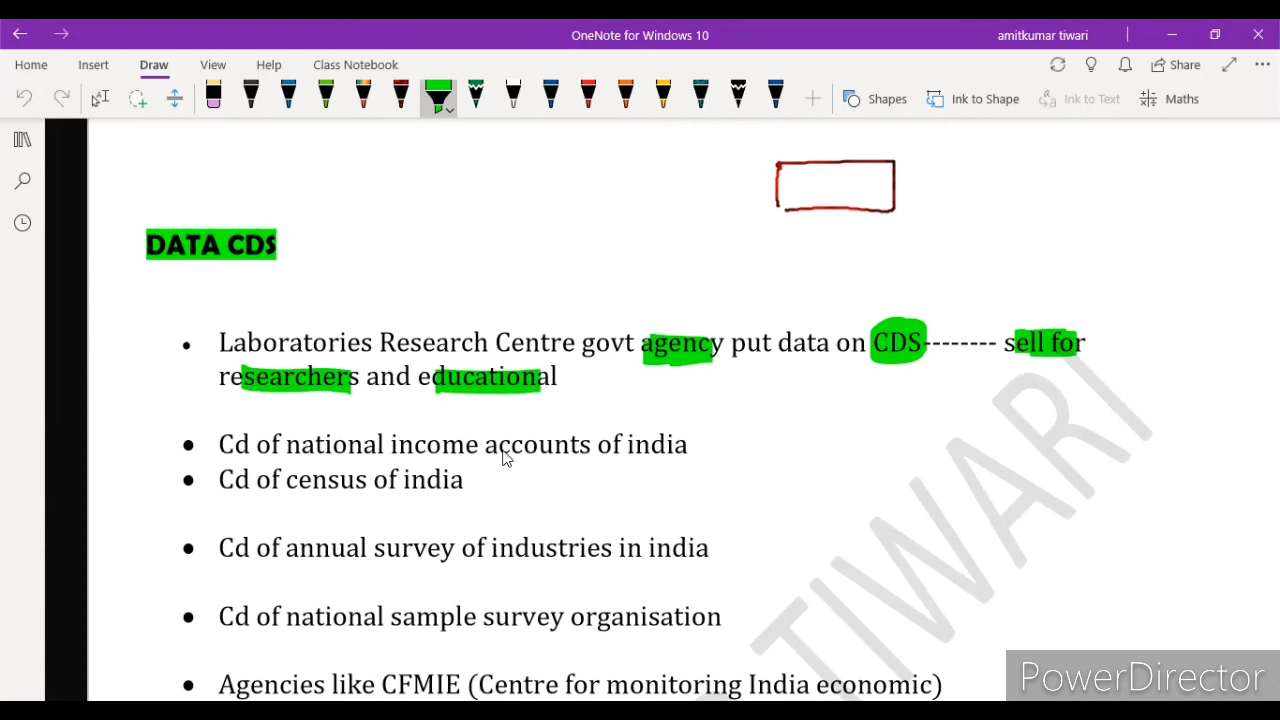 OneNote for Windows 10
amitkumar tiwari
Home Insert Draw View Help Class Notebook
Share
Shapes Ink to Shape Ink to Text Maths
DATA CDS
Laboratories Research Centre govt agency put data on CDS-------- sell for
researchers and educational
Cd of national income accounts of india
Cd of census of india
Cd of annual survey of industries in india
Cd of national sample survey organisation
Agencies like CFMIE (Centre for monitoring India economic)
TIWARI
PowerDirector